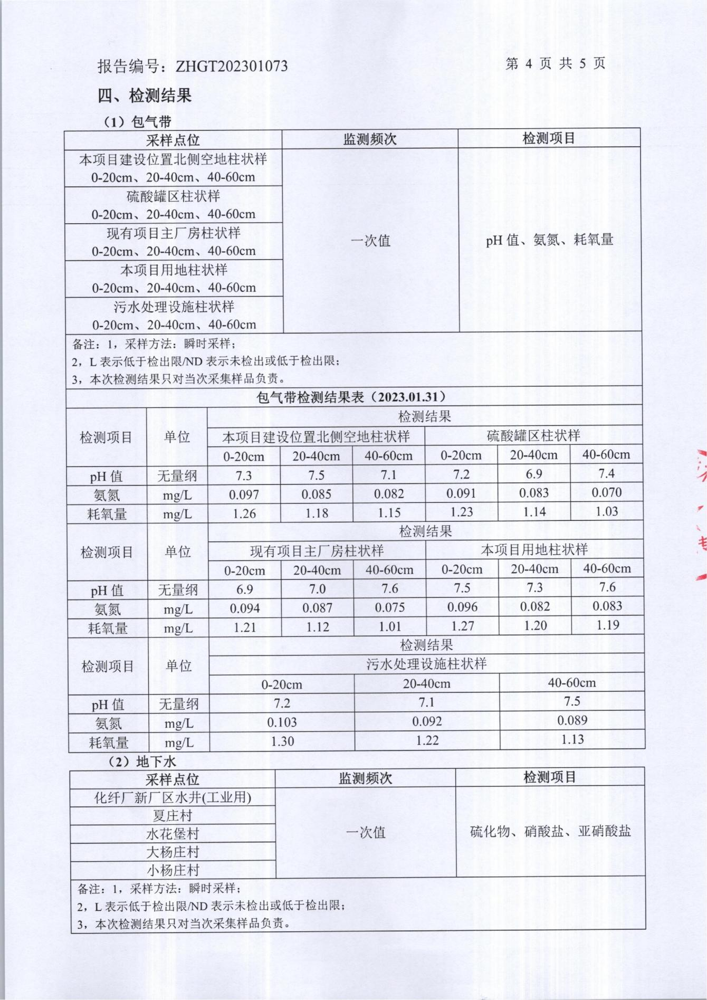 报告编号：ZHGT202301073
第 4 页 共 5 页
四、检测结果
（1）包气带
采样点位 监测频次 检测项目
本项目建设位置北侧空地柱状样
0-20cm、20-40cm、40-60cm
硫酸罐区柱状样
0-20cm、20-40cm、40-60cm
现有项目主厂房柱状样
0-20cm、20-40cm、40-60cm
一次值 pH 值、氨氮、耗氧量
本项目用地柱状样
0-20cm、20-40cm、40-60cm
污水处理设施柱状样
0-20cm、20-40cm、40-60cm
备注：1，采样方法：瞬时采样；
2，L 表示低于检出限/ND 表示未检出或低于检出限；
3，本次检测结果只对当次采集样品负责。
包气带检测结果表（2023.01.31）
检测项目 单位 检测结果
本项目建设位置北侧空地柱状样 硫酸罐区柱状样
0-20cm 20-40cm 40-60cm 0-20cm 20-40cm 40-60cm
pH 值 无量纲 7.3 7.5 7.1 7.2 6.9 7.4
氨氮 mg/L 0.097 0.085 0.082 0.091 0.083 0.070
耗氧量 mg/L 1.26 1.18 1.15 1.23 1.14 1.03
检测项目 单位 检测结果
现有项目主厂房柱状样 本项目用地柱状样
0-20cm 20-40cm 40-60cm 0-20cm 20-40cm 40-60cm
pH 值 无量纲 6.9 7.0 7.6 7.5 7.3 7.6
氨氮 mg/L 0.094 0.087 0.075 0.096 0.082 0.083
耗氧量 mg/L 1.21 1.12 1.01 1.27 1.20 1.19
检测项目 单位 检测结果
污水处理设施柱状样
0-20cm 20-40cm 40-60cm
pH 值 无量纲 7.2 7.1 7.5
氨氮 mg/L 0.103 0.092 0.089
耗氧量 mg/L 1.30 1.22 1.13
（2）地下水
采样点位 监测频次 检测项目
化纤厂新厂区水井(工业用)
夏庄村
水花堡村
一次值 硫化物、硝酸盐、亚硝酸盐
大杨庄村
小杨庄村
备注：1，采样方法：瞬时采样；
2，L 表示低于检出限/ND 表示未检出或低于检出限；
3，本次检测结果只对当次采集样品负责。